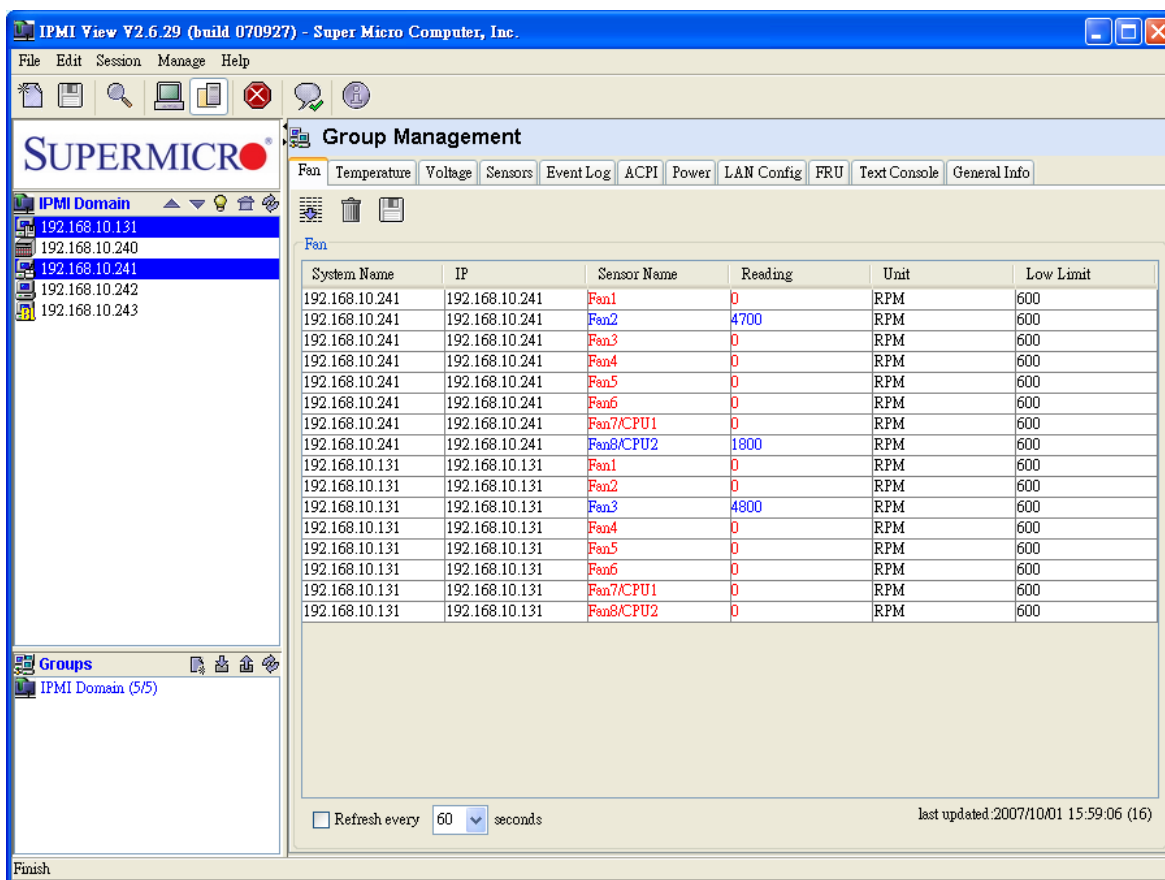 IPMI View V2.6.29 (build 070927) - Super Micro Computer, Inc.
File Edit Session Manage Help
SUPERMICRO®
IPMI Domain
192.168.10.131
192.168.10.240
192.168.10.241
192.168.10.242
192.168.10.243
Groups
IPMI Domain (5/5)
Group Management
Fan Temperature Voltage Sensors Event Log ACPI Power LAN Config FRU Text Console General Info
Fan
System Name IP Sensor Name Reading Unit Low Limit
192.168.10.241 192.168.10.241 Fan1 0 RPM 600
192.168.10.241 192.168.10.241 Fan2 4700 RPM 600
192.168.10.241 192.168.10.241 Fan3 0 RPM 600
192.168.10.241 192.168.10.241 Fan4 0 RPM 600
192.168.10.241 192.168.10.241 Fan5 0 RPM 600
192.168.10.241 192.168.10.241 Fan6 0 RPM 600
192.168.10.241 192.168.10.241 Fan7/CPU1 0 RPM 600
192.168.10.241 192.168.10.241 Fan8/CPU2 1800 RPM 600
192.168.10.131 192.168.10.131 Fan1 0 RPM 600
192.168.10.131 192.168.10.131 Fan2 0 RPM 600
192.168.10.131 192.168.10.131 Fan3 4800 RPM 600
192.168.10.131 192.168.10.131 Fan4 0 RPM 600
192.168.10.131 192.168.10.131 Fan5 0 RPM 600
192.168.10.131 192.168.10.131 Fan6 0 RPM 600
192.168.10.131 192.168.10.131 Fan7/CPU1 0 RPM 600
192.168.10.131 192.168.10.131 Fan8/CPU2 0 RPM 600
Refresh every 60 seconds
last updated:2007/10/01 15:59:06 (16)
Finish